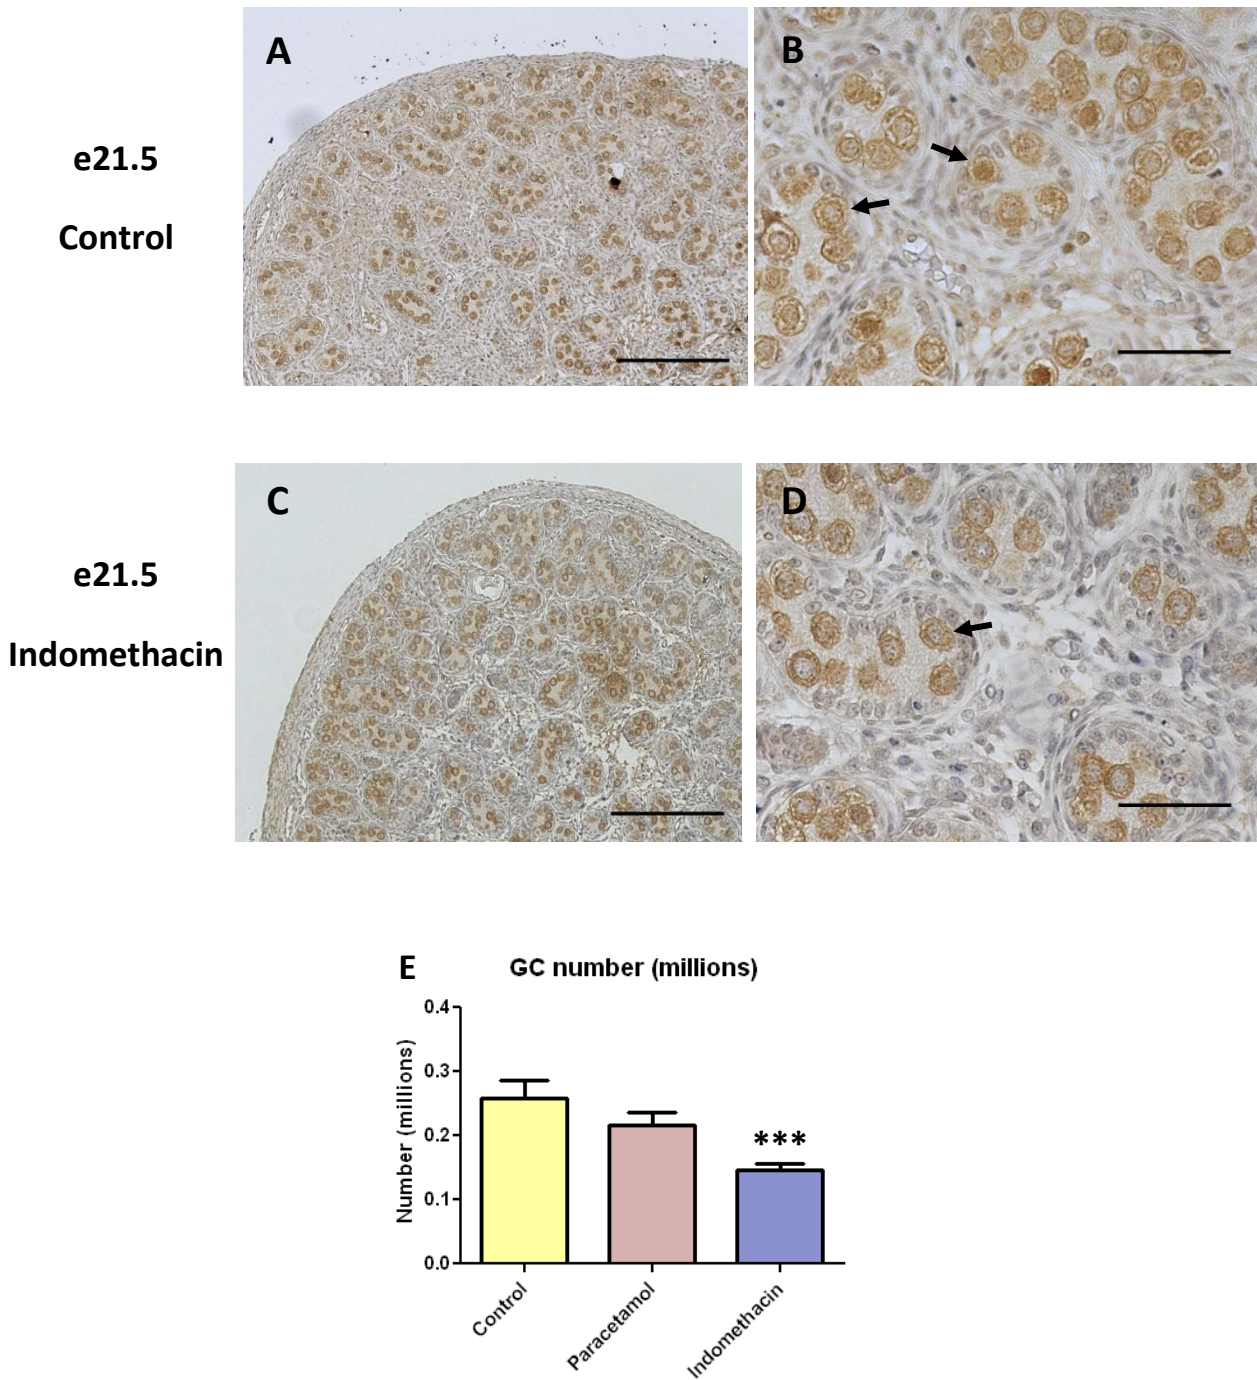 A
B
e21.5
Control
C
D
e21.5
Indomethacin
E
GC number (millions)
Number (millions)
0.4
0.3
0.2
0.1
0.0
***
Control
Paracetamol
Indomethacin